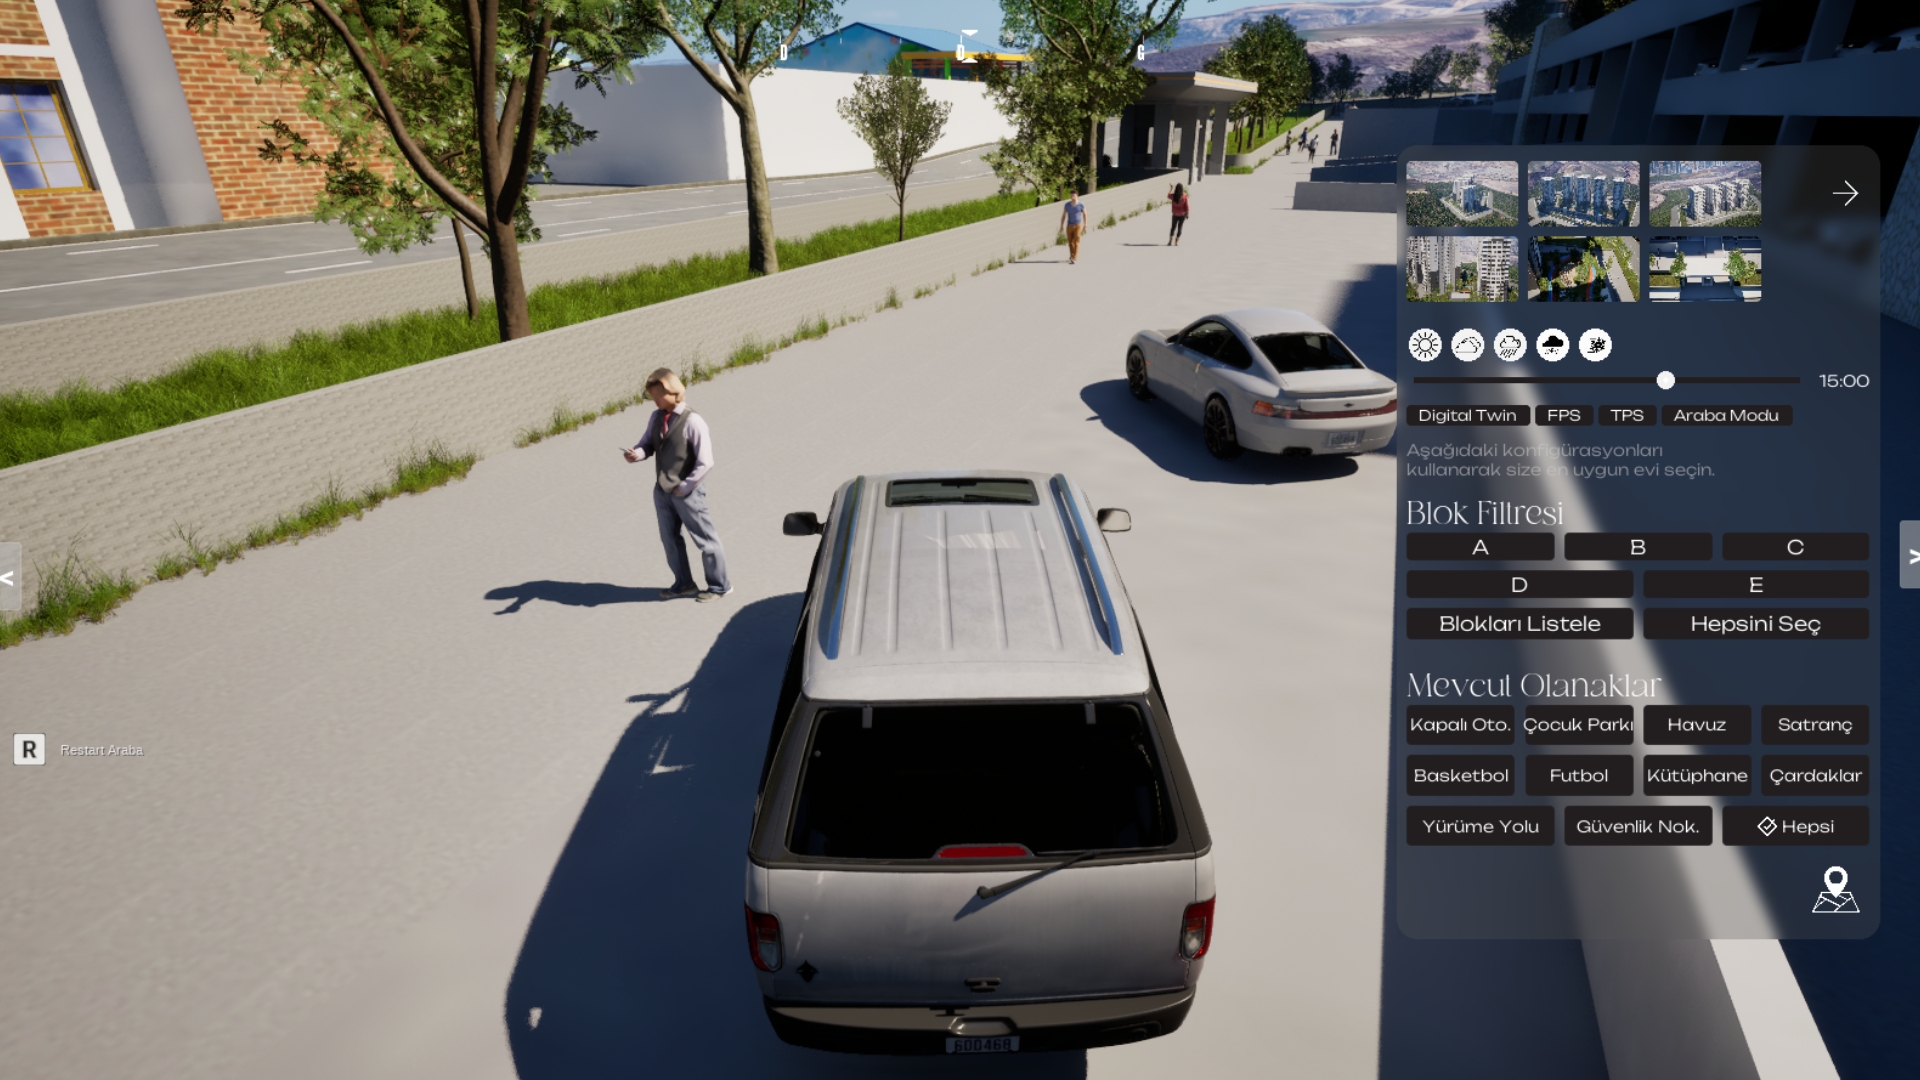 D
D
G
15:00
Digital Twin
FPS
TPS
Araba Modu
Aşağıdaki konfigürasyonları
kullanarak size en uygun evi seçin.
Blok Filtresi
A
B
C
D
E
Blokları Listele
Hepsini Seç
<
>
Mevcut Olanaklar
Kapalı Oto.
Çocuk Parkı
Havuz
Satranç
R
Restart Araba
Basketbol
Futbol
Kütüphane
Çardaklar
Yürüme Yolu
Güvenlik Nok.
Hepsi
600468